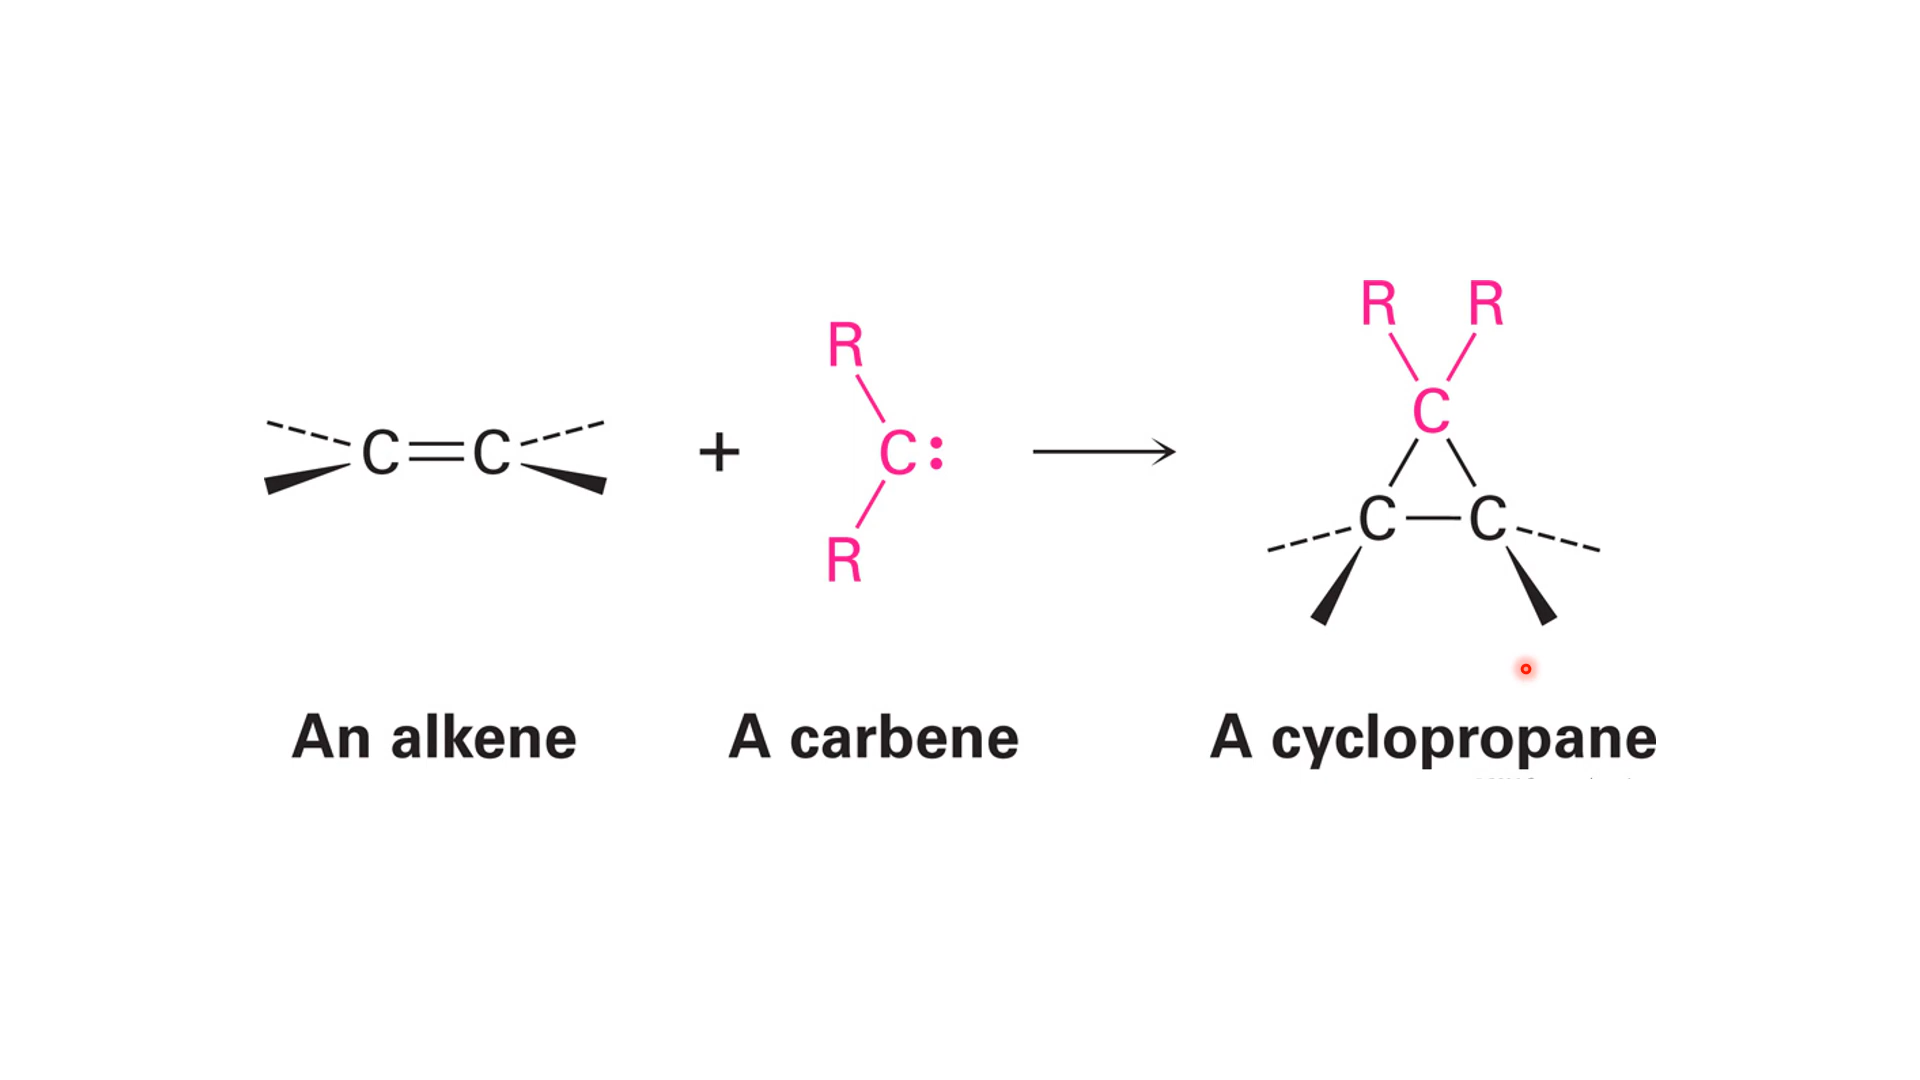 R R
R
C
C=C + C: →
C—C
R
An alkene A carbene A cyclopropane